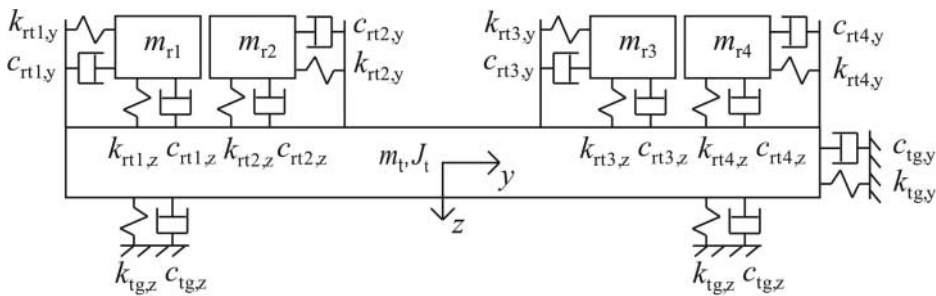 k_rt1,y m_r1 m_r2 c_rt2,y k_rt3,y m_r3 m_r4 c_rt4,y
c_rt1,y k_rt2,y c_rt3,y k_rt4,y
k_rt1,z c_rt1,z k_rt2,z c_rt2,z m_t,J_t k_rt3,z c_rt3,z k_rt4,z c_rt4,z c_tg,y
y k_tg,y
z
k_tg,z c_tg,z k_tg,z c_tg,z